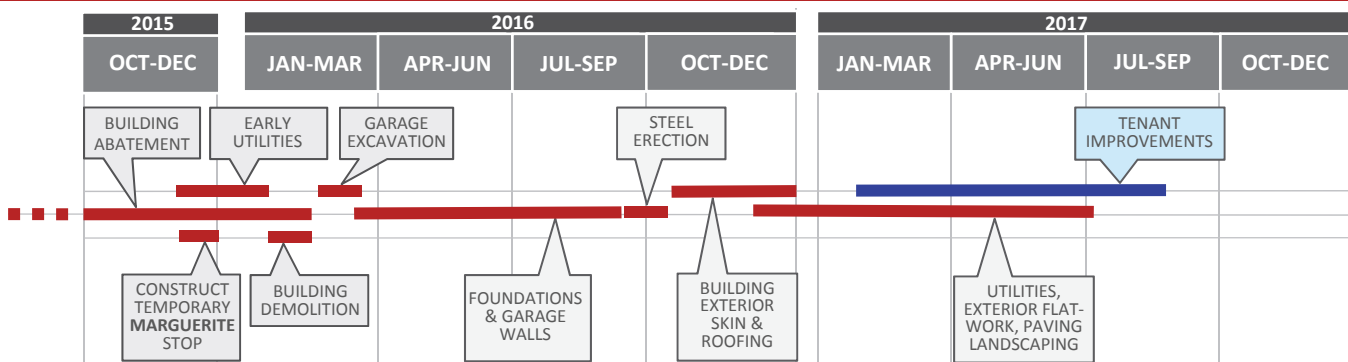 2015
2016
2017
OCT-DEC
JAN-MAR
APR-JUN
JUL-SEP
OCT-DEC
JAN-MAR
APR-JUN
JUL-SEP
OCT-DEC
BUILDING
ABATEMENT
EARLY
UTILITIES
GARAGE
EXCAVATION
STEEL
ERECTION
TENANT
IMPROVEMENTS
CONSTRUCT
TEMPORARY
MARGUERITE
STOP
BUILDING
DEMOLITION
FOUNDATIONS
& GARAGE
WALLS
BUILDING
EXTERIOR
SKIN &
ROOFING
UTILITIES,
EXTERIOR FLAT-
WORK, PAVING
LANDSCAPING